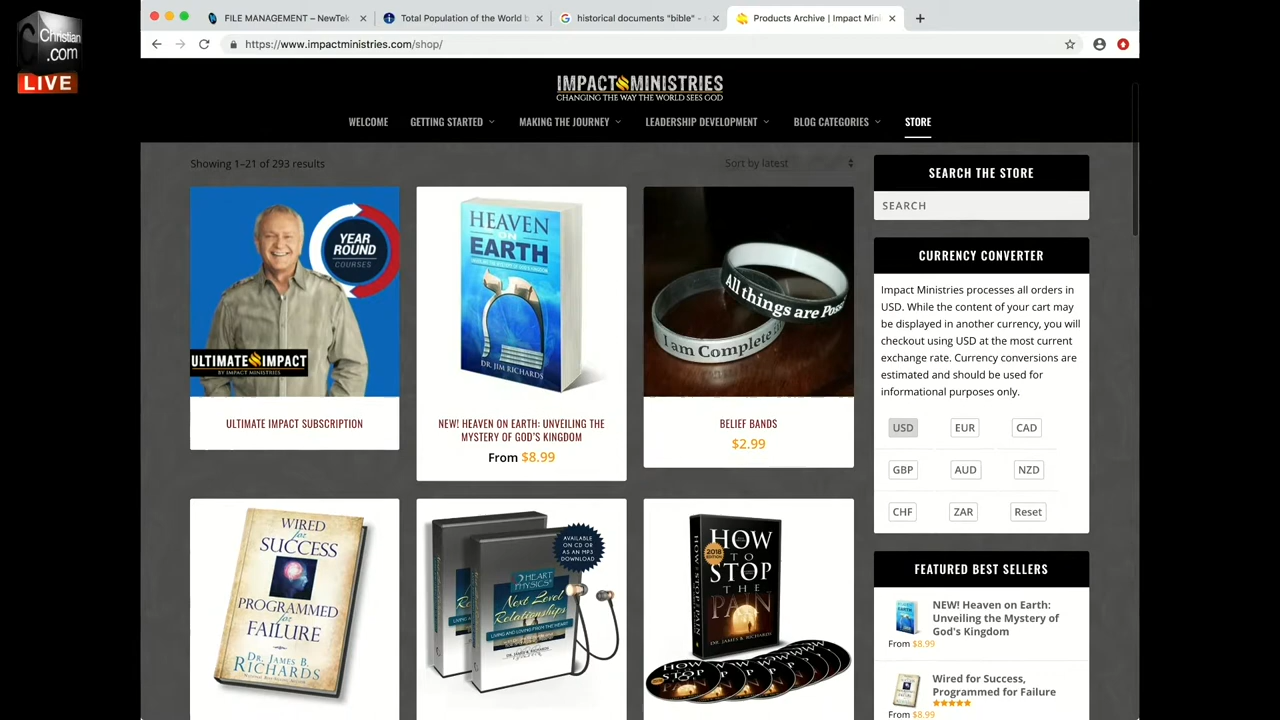 Christian
.com
LIVE
FILE MANAGEMENT – NewTek
Total Population of the World b
historical documents "bible" -
Products Archive | Impact Mini
https://www.impactministries.com/shop/
IMPACT MINISTRIES
CHANGING THE WAY THE WORLD SEES GOD
WELCOME
GETTING STARTED
MAKING THE JOURNEY
LEADERSHIP DEVELOPMENT
BLOG CATEGORIES
STORE
Showing 1–21 of 293 results
Sort by latest
YEAR
ROUND
COURSES
ULTIMATE IMPACT
BY IMPACT MINISTRIES
ULTIMATE IMPACT SUBSCRIPTION
HEAVEN
ON
EARTH
DR. JIM RICHARDS
NEW! HEAVEN ON EARTH: UNVEILING THE
MYSTERY OF GOD'S KINGDOM
From $8.99
All things are Pos
I am Complete
BELIEF BANDS
$2.99
WIRED
for
SUCCESS
PROGRAMMED
for
FAILURE
DR. JAMES B.
RICHARDS
AVAILABLE
ON CD OR
AS AN MP3
DOWNLOAD
HEART
PHYSICS
Next Level
Relationships
LIVING AND LOVING FROM THE HEART
2018
EDITION
HOW
TO
STOP
THE
PAIN
DR. JAMES B. RICHARDS
SEARCH THE STORE
SEARCH
CURRENCY CONVERTER
Impact Ministries processes all orders in
USD. While the content of your cart may
be displayed in another currency, you will
checkout using USD at the most current
exchange rate. Currency conversions are
estimated and should be used for
informational purposes only.
USD EUR CAD
GBP AUD NZD
CHF ZAR Reset
FEATURED BEST SELLERS
NEW! Heaven on Earth:
Unveiling the Mystery of
God's Kingdom
From $8.99
Wired for Success,
Programmed for Failure
From $8.99